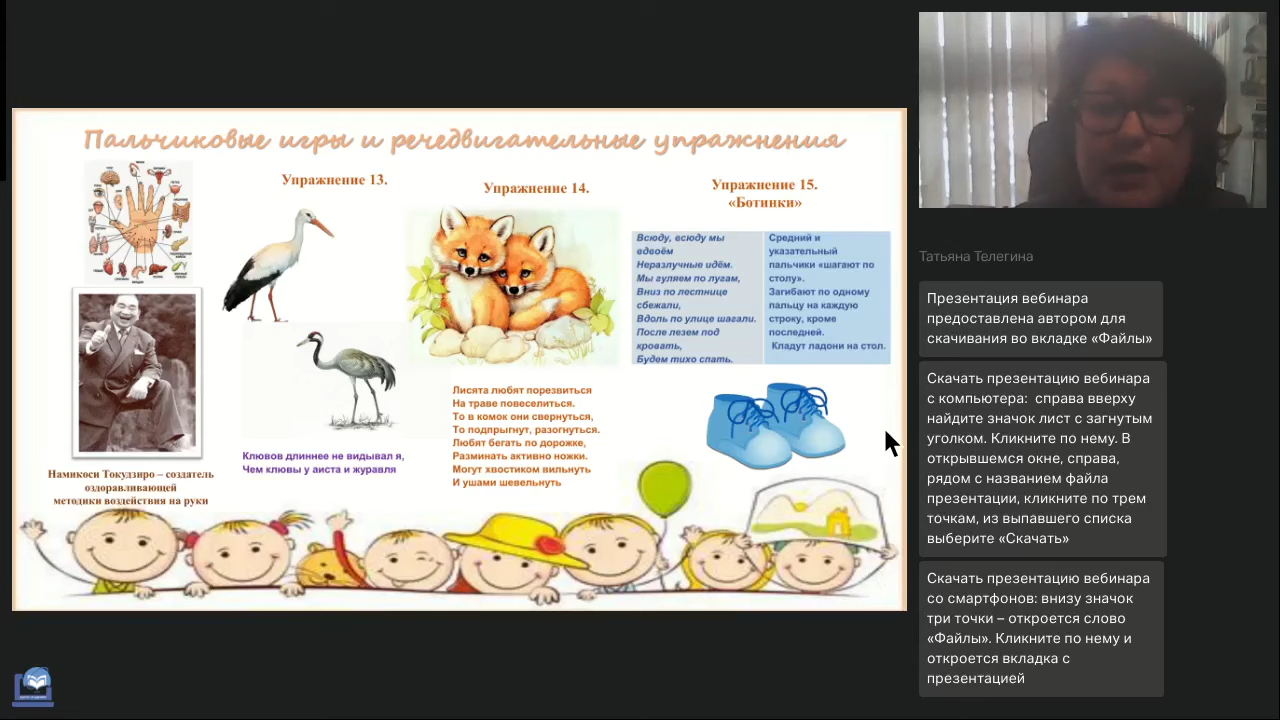 Пальчиковые игры и речедвигательные упражнения
Упражнение 13.
Клювов длиннее не видывал я,
Чем клювы у аиста и журавля
Намикоси Токудзиро – создатель
оздоравливающей
методики воздействия на руки
Упражнение 14.
Лисята любят порезвиться
На траве повеселиться.
То в комок они свернуться,
То подпрыгнут, разогнуться.
Любят бегать по дорожке,
Разминать активно ножки.
Могут хвостиком вильнуть
И ушами шевельнуть
Упражнение 15.
«Ботинки»
Всюду, всюду мы
вдвоём
Неразлучные идём.
Мы гуляем по лугам,
Вниз по лестнице
сбежали,
Вдоль по улице шагали.
После лезем под
кровать,
Будем тихо спать.
Средний и
указательный
пальчики «шагают по
столу».
Загибают по одному
пальцу на каждую
строку, кроме
последней.
Кладут ладони на стол.
Татьяна Телегина
Презентация вебинара
предоставлена автором для
скачивания во вкладке «Файлы»
Скачать презентацию вебинара
с компьютера: справа вверху
найдите значок лист с загнутым
уголком. Кликните по нему. В
открывшемся окне, справа,
рядом с названием файла
презентации, кликните по трем
точкам, из выпавшего списка
выберите «Скачать»
Скачать презентацию вебинара
со смартфонов: внизу значок
три точки – откроется слово
«Файлы». Кликните по нему и
откроется вкладка с
презентацией